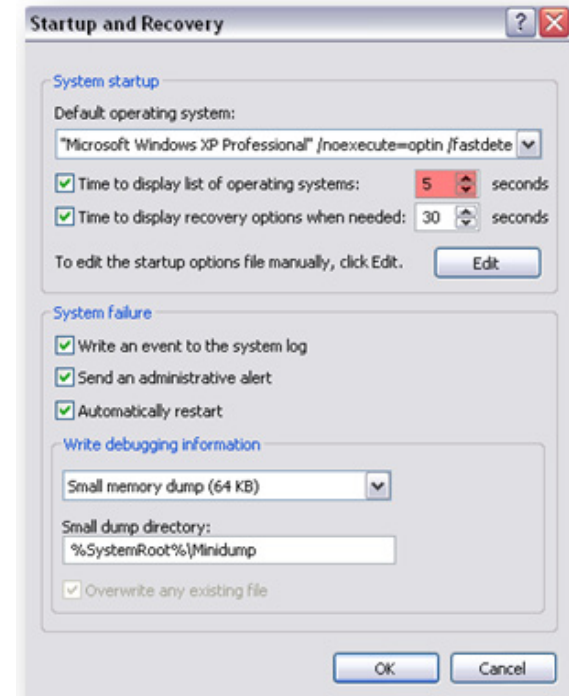 Startup and Recovery
System startup
Default operating system:
"Microsoft Windows XP Professional" /noexecute=optin /fastdete
Time to display list of operating systems: 5 seconds
Time to display recovery options when needed: 30 seconds
To edit the startup options file manually, click Edit. Edit
System failure
Write an event to the system log
Send an administrative alert
Automatically restart
Write debugging information
Small memory dump (64 KB)
Small dump directory:
%SystemRoot%\Minidump
Overwrite any existing file
OK Cancel